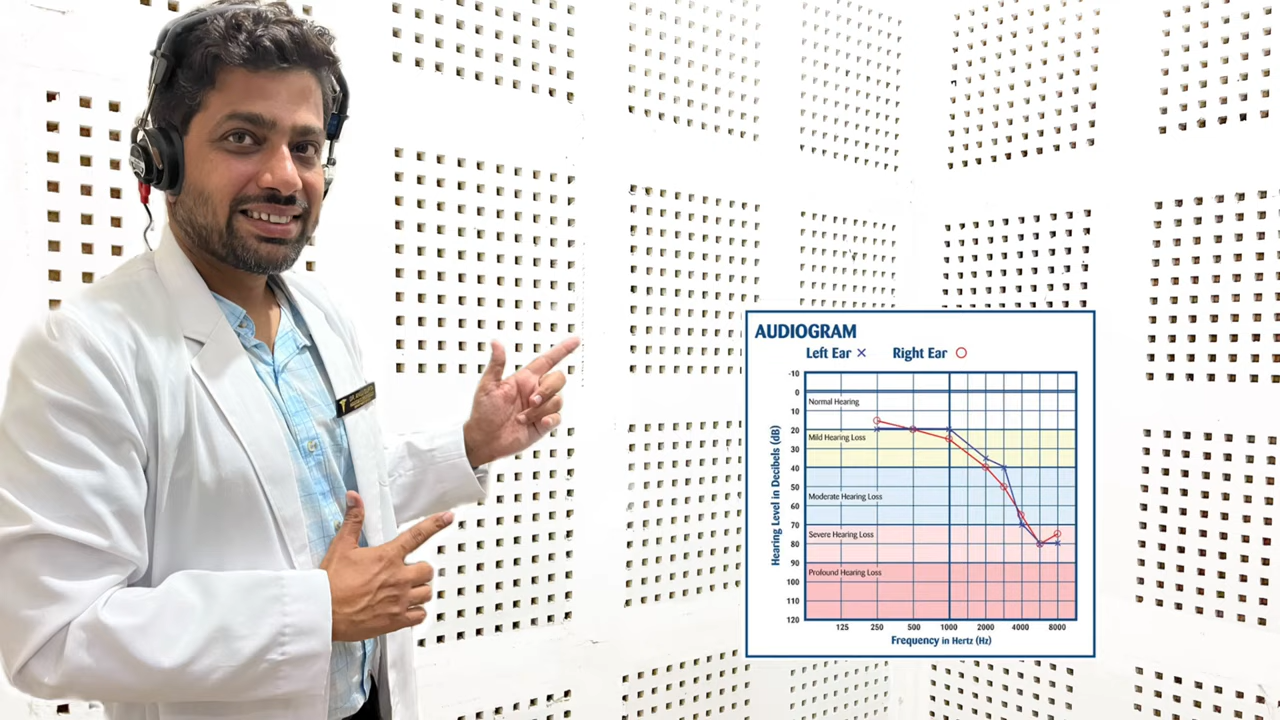 AUDIOGRAM
Left Ear × Right Ear ○
-10
0
Normal Hearing
10
20
Mild Hearing Loss
30
40
50
Moderate Hearing Loss
60
70
Severe Hearing Loss
80
90
Profound Hearing Loss
100
110
120
Hearing Level in Decibels (dB)
125 250 500 1000 2000 4000 8000
Frequency in Hertz (Hz)